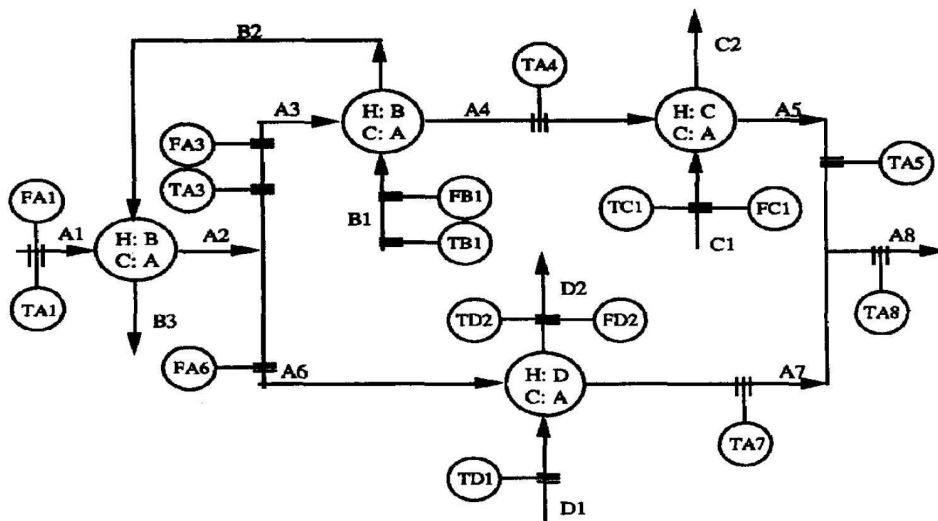 B2
C2
TA4
A3
H: B
C: A
A4
H: C
C: A
A5
FA3
TA3
TA5
FA1
FB1
TB1
B1
TC1
FC1
C1
A1
H: B
C: A
A2
A8
TA1
B3
D2
TD2
FD2
TA8
FA6
A6
H: D
C: A
A7
TA7
TD1
D1